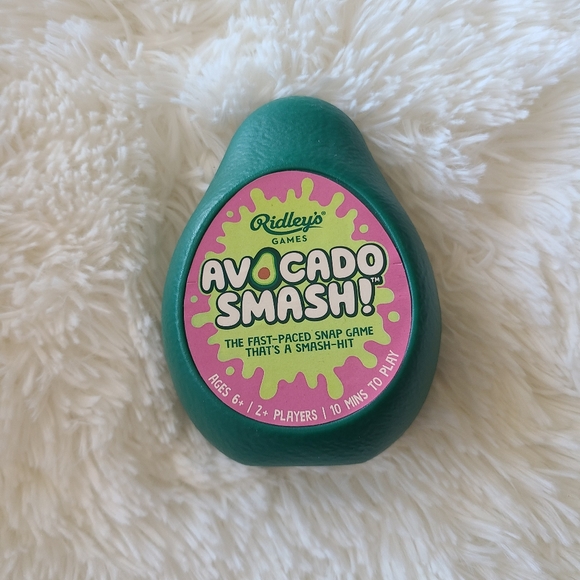 Ridley's®
GAMES
AVOCADO
SMASH!™
THE FAST-PACED SNAP GAME
THAT'S A SMASH-HIT
AGES 6+ | 2+ PLAYERS | 10 MINS TO PLAY